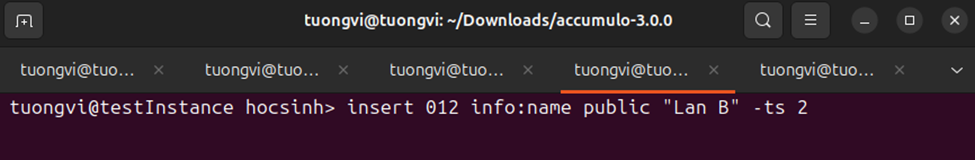 tuongvi@tuongvi: ~/Downloads/accumulo-3.0.0
tuongvi@tuo... tuongvi@tuo... tuongvi@tuo... tuongvi@tuo... tuongvi@tuo...
tuongvi@testInstance hocsinh> insert 012 info:name public "Lan B" -ts 2